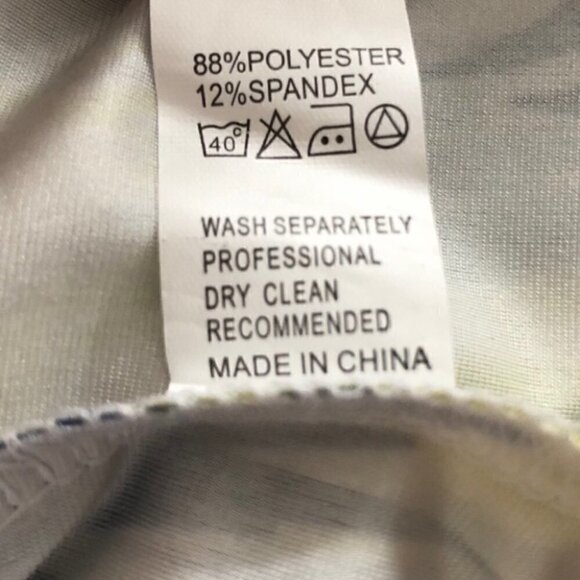 88%POLYESTER
12%SPANDEX
40°C A
WASH SEPARATELY
PROFESSIONAL
DRY CLEAN
RECOMMENDED
MADE IN CHINA